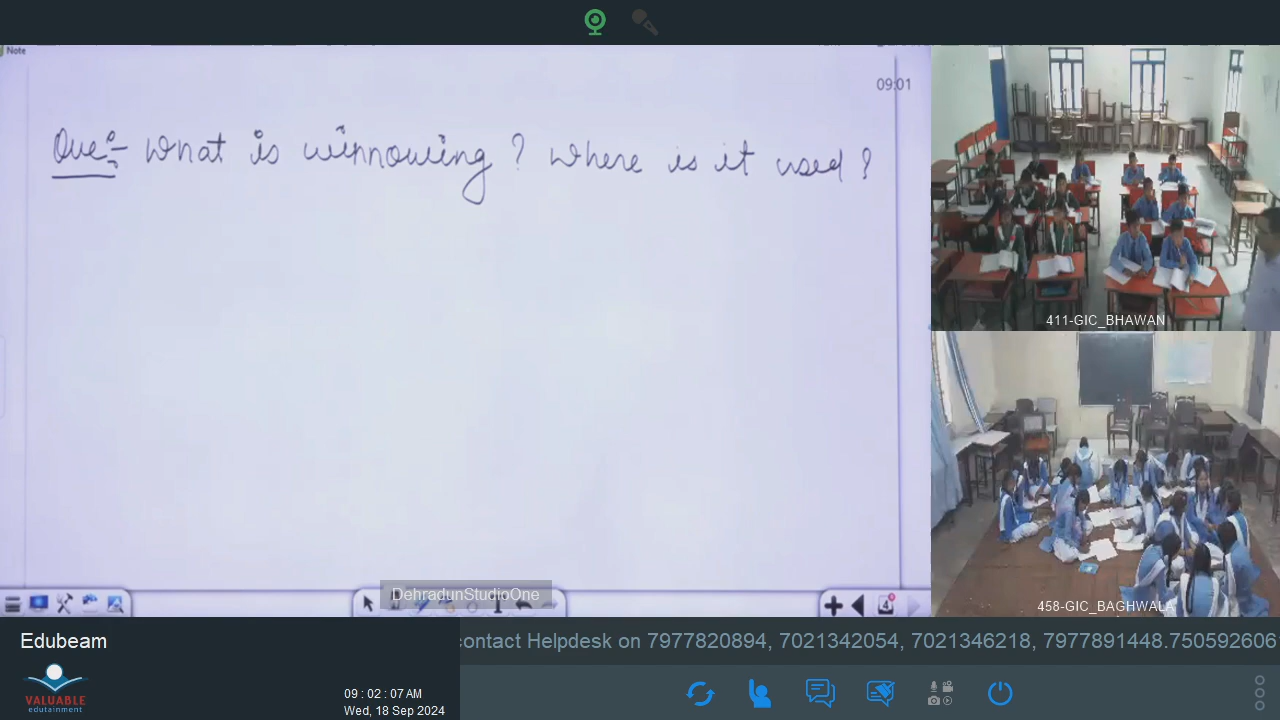 Note
09:01
Que:- What is winnowing ? Where is it used ?
411-GIC_BHAWAN
458-GIC_BAGHWALA
DehradunStudioOne
Edubeam
contact Helpdesk on 7977820894, 7021342054, 7021346218, 7977891448.750592606
VALUABLE
edutainment
09 : 02 : 07 AM
Wed, 18 Sep 2024